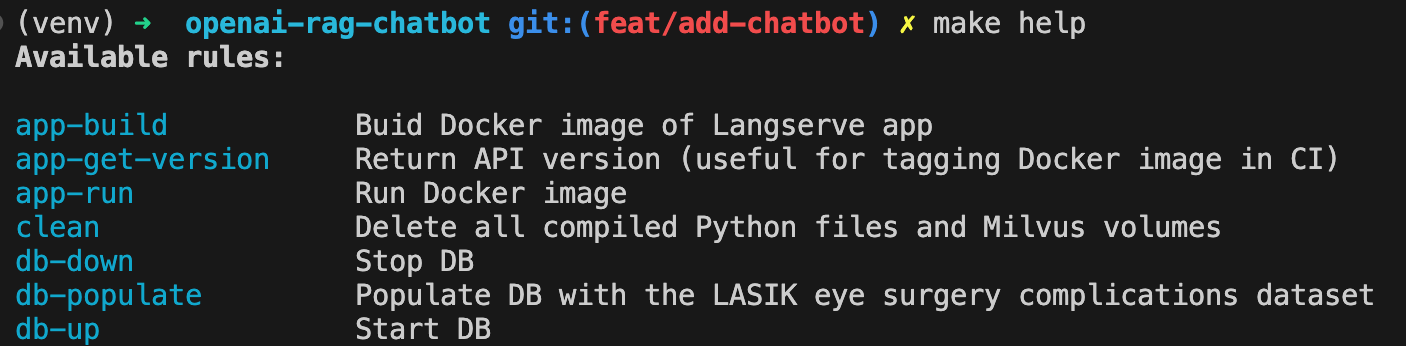 (venv) ➜ openai-rag-chatbot git:(feat/add-chatbot) ✗ make help
Available rules:
app-build Buid Docker image of Langserve app
app-get-version Return API version (useful for tagging Docker image in CI)
app-run Run Docker image
clean Delete all compiled Python files and Milvus volumes
db-down Stop DB
db-populate Populate DB with the LASIK eye surgery complications dataset
db-up Start DB